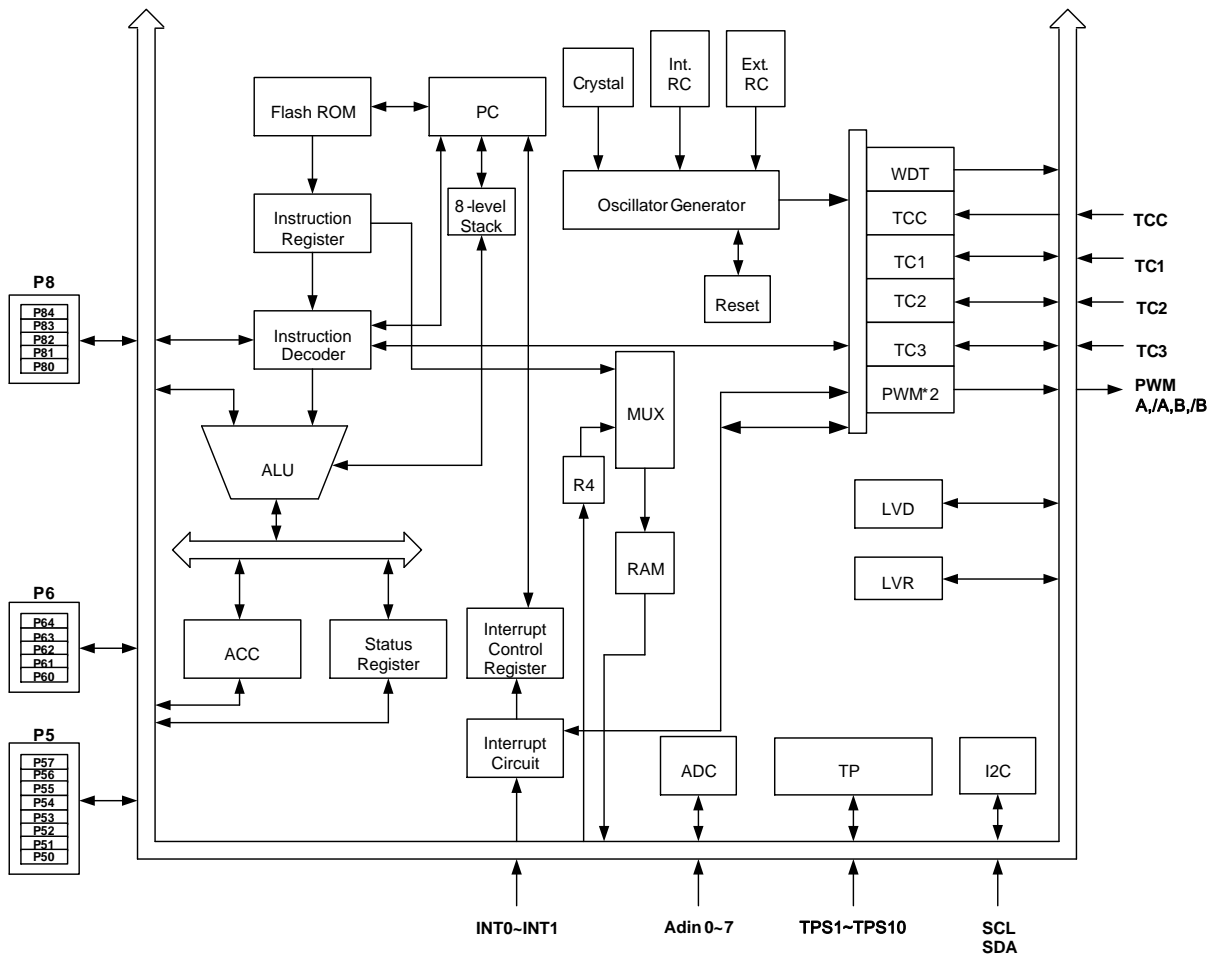 Crystal
Int.
RC
Ext.
RC
Flash ROM
PC
WDT
Instruction
Register
8-level
Stack
Oscillator Generator
TCC
TCC
TC1
TC1
P8
Reset
TC2
TC2
P84
P83
P82
P81
P80
Instruction
Decoder
TC3
TC3
MUX
PWM*2
PWM
A,/A,B,/B
ALU
R4
LVD
RAM
LVR
P6
P64
P63
P62
P61
P60
ACC
Status
Register
Interrupt
Control
Register
P5
P57
P56
P55
P54
P53
P52
P51
P50
Interrupt
Circuit
ADC
TP
I2C
INT0~INT1
Adin 0~7
TPS1~TPS10
SCL
SDA